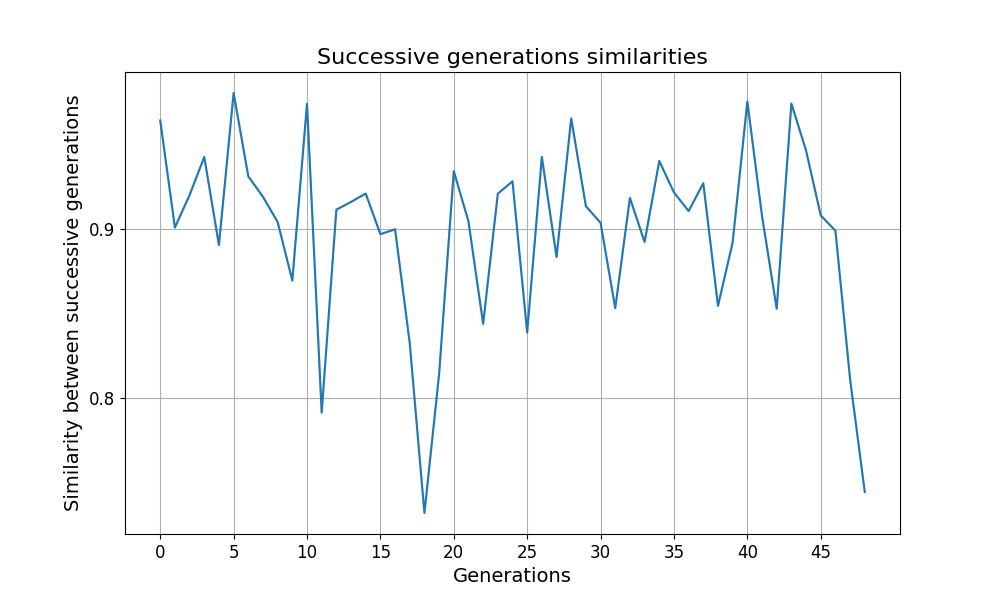 Successive generations similarities
Similarity between successive generations
0.9
0.8
0 5 10 15 20 25 30 35 40 45
Generations